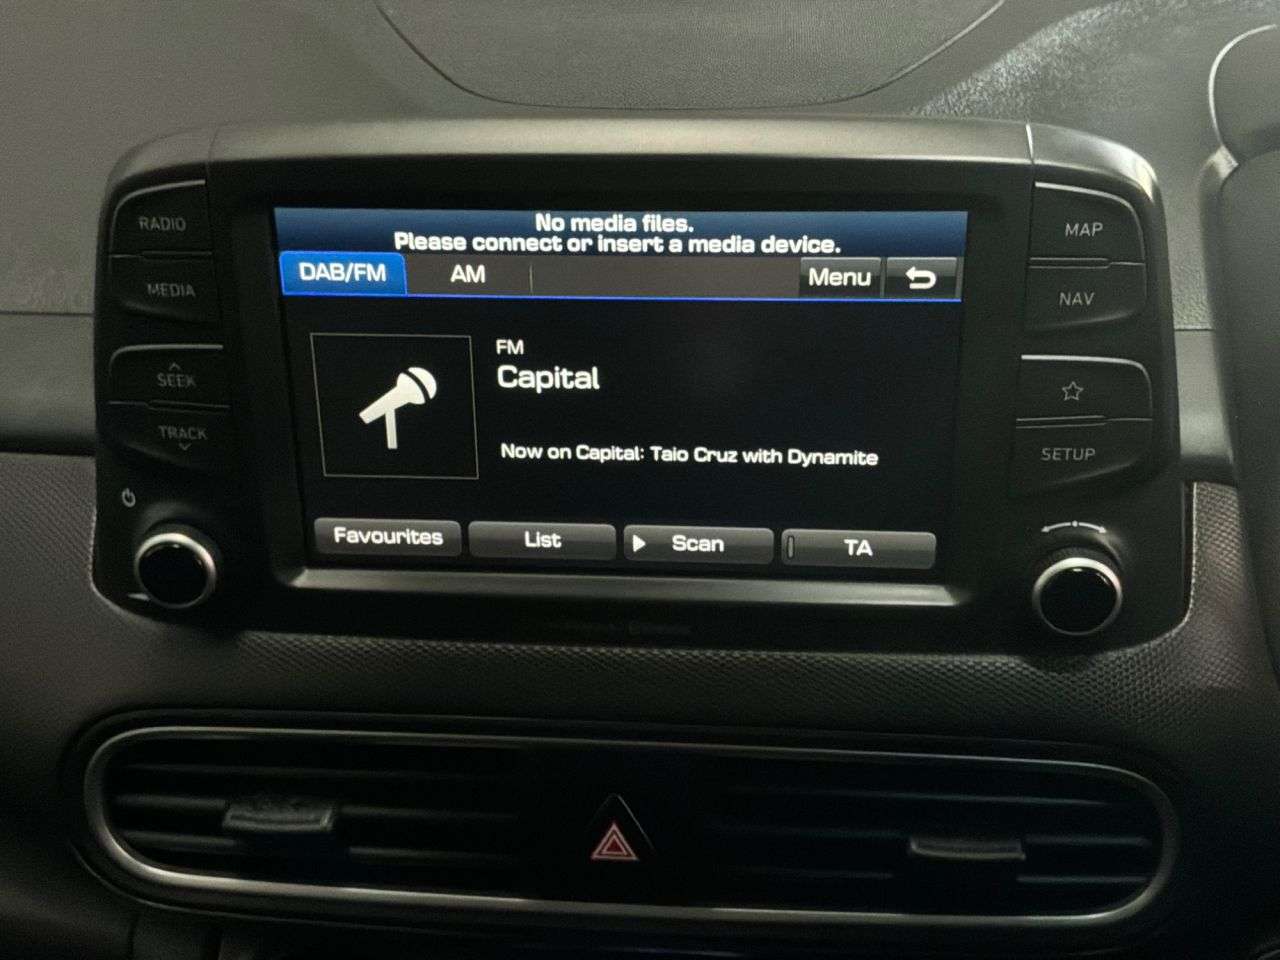 No media files.
Please connect or insert a media device.
DAB/FM
AM
Menu
FM
Capital
Now on Capital: Taio Cruz with Dynamite
Favourites
List
Scan
TA
RADIO
MEDIA
SEEK
TRACK
MAP
NAV
SETUP